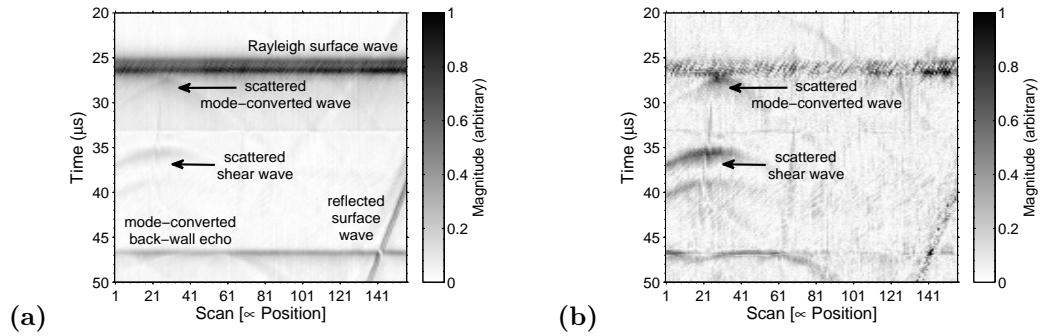 20
25
30
35
40
45
50
Time (µs)
Rayleigh surface wave
scattered
mode−converted wave
scattered
shear wave
reflected
surface
wave
mode−converted
back−wall echo
1 21 41 61 81 101 121 141
Scan [∝ Position]
1
0.8
0.6
0.4
0.2
0
Magnitude (arbitrary)
(a)
20
25
30
35
40
45
50
Time (µs)
scattered
mode−converted wave
scattered
shear wave
1 21 41 61 81 101 121 141
Scan [∝ Position]
1
0.8
0.6
0.4
0.2
0
Magnitude (arbitrary)
(b)